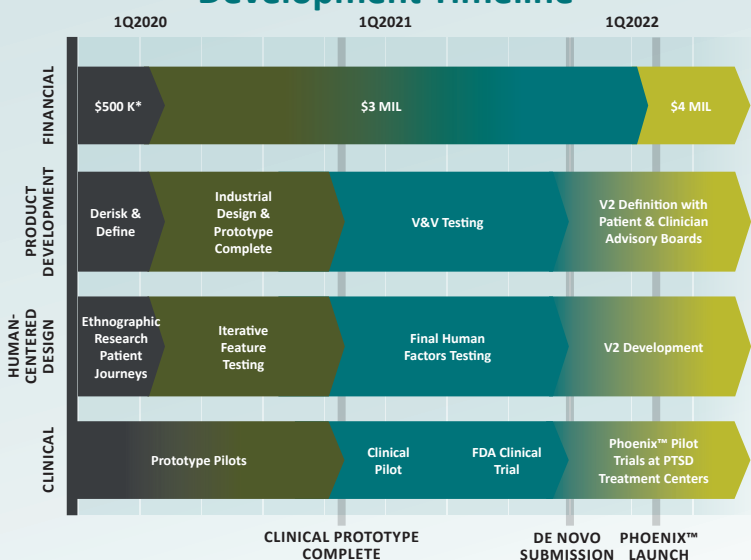 Development Timeline
1Q2020 1Q2021 1Q2022
FINANCIAL
$500 K* $3 MIL $4 MIL
PRODUCT
DEVELOPMENT
Derisk &
Define
Industrial
Design &
Prototype
Complete
V&V Testing
V2 Definition with
Patient & Clinician
Advisory Boards
HUMAN-
CENTERED
DESIGN
Ethnographic
Research
Patient
Journeys
Iterative
Feature
Testing
Final Human
Factors Testing
V2 Development
CLINICAL
Prototype Pilots
Clinical
Pilot
FDA Clinical
Trial
Phoenix™ Pilot
Trials at PTSD
Treatment Centers
CLINICAL PROTOTYPE
COMPLETE
DE NOVO
SUBMISSION
PHOENIX™
LAUNCH